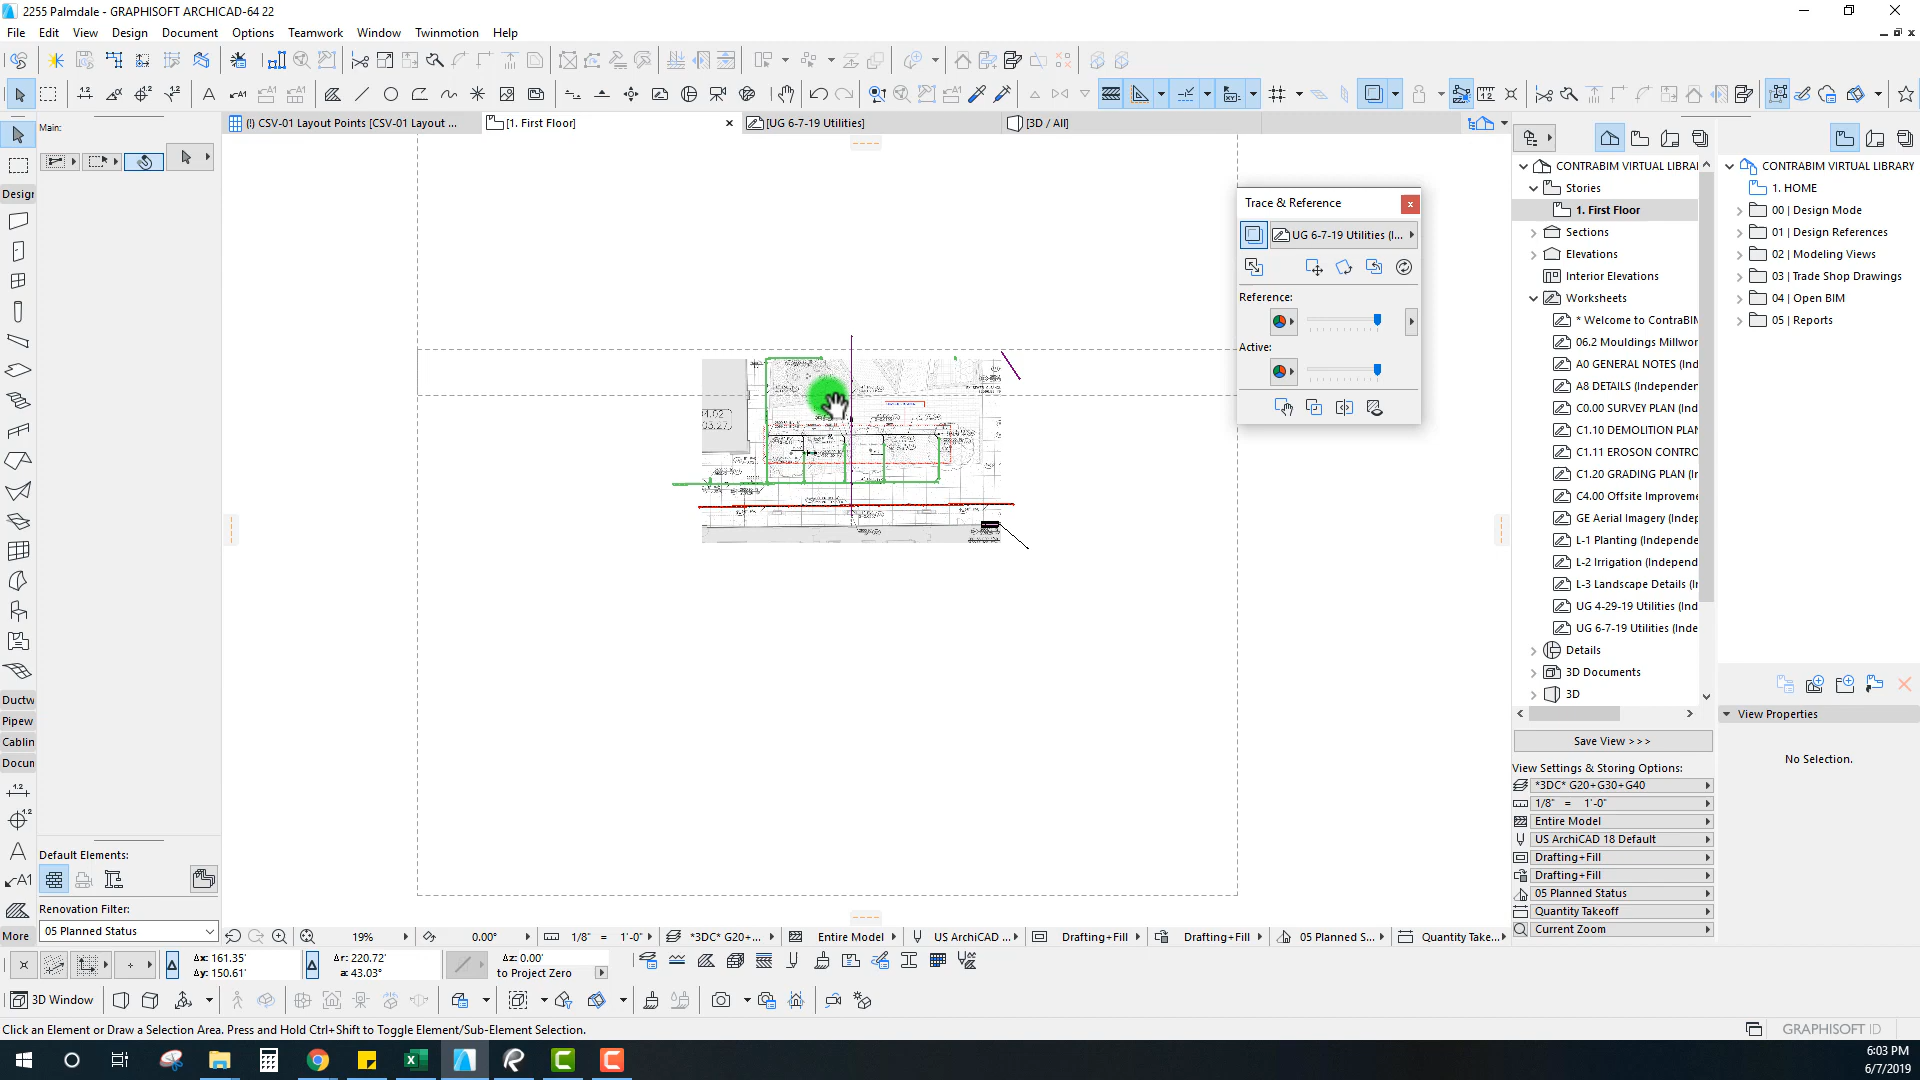 2255 Palmdale - GRAPHISOFT ARCHICAD-64 22
File Edit View Design Document Options Teamwork Window Twinmotion Help
(!) CSV-01 Layout Points [CSV-01 Layout ...
[1. First Floor]
[UG 6-7-19 Utilities]
[3D / All]
Main:
Design
Ductw
Pipew
Cablin
Docum
More
Default Elements:
Renovation Filter:
05 Planned Status
Trace & Reference
UG 6-7-19 Utilities (I...
Reference:
Active:
CONTRABIM VIRTUAL LIBRA
Stories
1. First Floor
Sections
Elevations
Interior Elevations
Worksheets
* Welcome to ContraBIM
06.2 Mouldings Millwor
A0 GENERAL NOTES (Indepen
A8 DETAILS (Independen
C0.00 SURVEY PLAN (Ind
C1.10 DEMOLITION PLAN
C1.11 EROSON CONTRO
C1.20 GRADING PLAN (In
C4.00 Offsite Improveme
GE Aerial Imagery (Indep
L-1 Planting (Independe
L-2 Irrigation (Independ
L-3 Landscape Details (In
UG 4-29-19 Utilities (Ind
UG 6-7-19 Utilities (Inde
Details
3D Documents
3D
Save View >>>
View Settings & Storing Options:
*3DC* G20+G30+G40
1/8" = 1'-0"
Entire Model
US ArchiCAD 18 Default
Drafting+Fill
Drafting+Fill
05 Planned Status
Quantity Takeoff
Current Zoom
CONTRABIM VIRTUAL LIBRARY
1. HOME
00 | Design Mode
01 | Design References
02 | Modeling Views
03 | Trade Shop Drawings
04 | Open BIM
05 | Reports
View Properties
No Selection.
19% 0.00° 1/8" = 1'-0" *3DC* G20+... Entire Model US ArchiCAD ... Drafting+Fill Drafting+Fill 05 Planned S... Quantity Take...
Δx: 161.35'
Δy: 150.61'
Δr: 220.72'
a: 43.03°
Δz: 0.00'
to Project Zero
3D Window
Click an Element or Draw a Selection Area. Press and Hold Ctrl+Shift to Toggle Element/Sub-Element Selection.
GRAPHISOFT ID
6:03 PM
6/7/2019